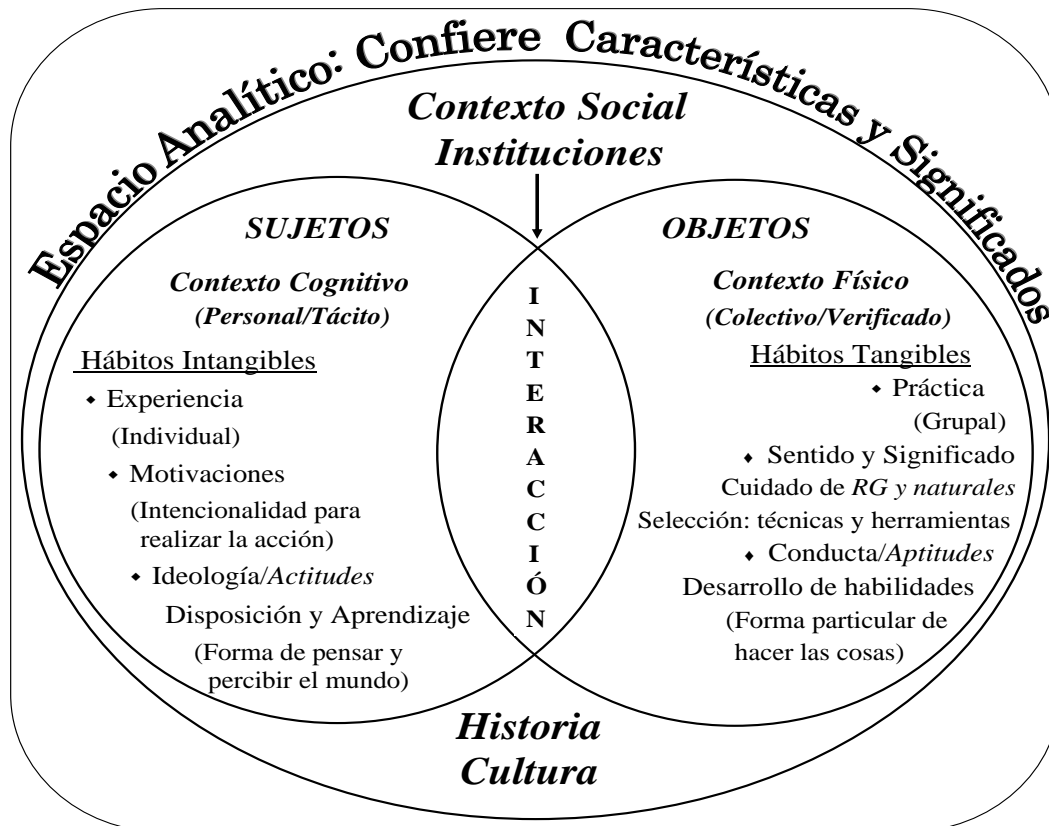 Espacio Analítico: Confiere Características y Significados
Contexto Social
Instituciones
SUJETOS
Contexto Cognitivo
(Personal/Tácito)
Hábitos Intangibles
Experiencia
(Individual)
Motivaciones
(Intencionalidad para
realizar la acción)
Ideología/Actitudes
Disposición y Aprendizaje
(Forma de pensar y
percibir el mundo)
INTERACCIÓN
OBJETOS
Contexto Físico
(Colectivo/Verificado)
Hábitos Tangibles
Práctica
(Grupal)
Sentido y Significado
Cuidado de RG y naturales
Selección: técnicas y herramientas
Conducta/Aptitudes
Desarrollo de habilidades
(Forma particular de
hacer las cosas)
Historia
Cultura